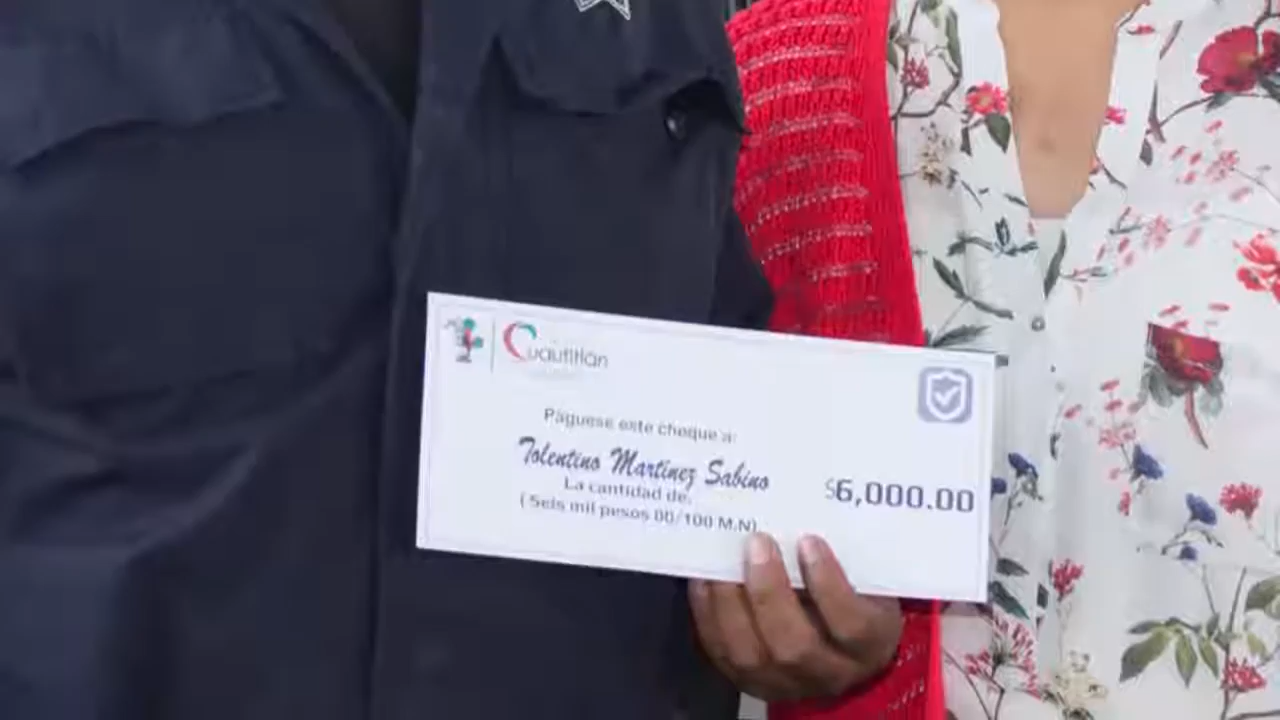 Cuautitlán
Páguese este cheque a:
Tolentino Martínez Sabino
La cantidad de:
$6,000.00
( Seis mil pesos 00/100 M.N)